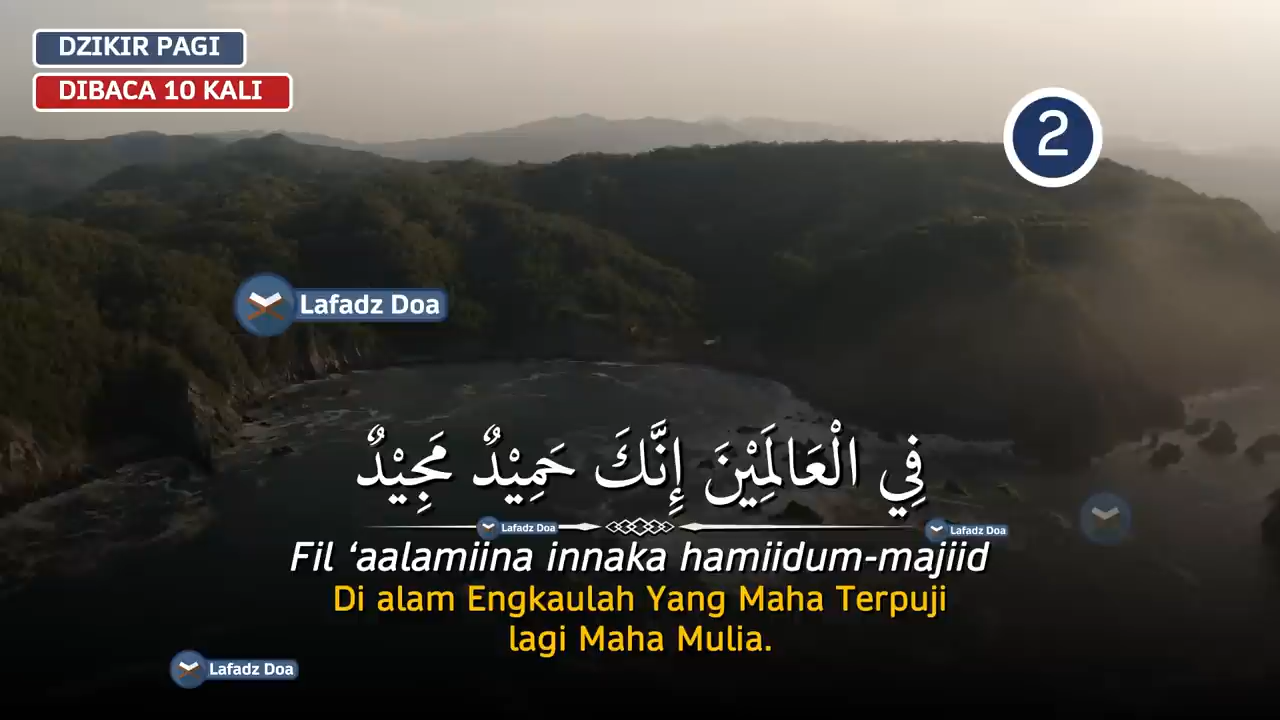 DZIKIR PAGI
DIBACA 10 KALI
2
Lafadz Doa
فِي الْعَالَمِيْنَ إِنَّكَ حَمِيْدٌ مَجِيْدٌ
Lafadz Doa
Lafadz Doa
Fil ‘aalamiina innaka hamiidum-majiid
Di alam Engkaulah Yang Maha Terpuji
lagi Maha Mulia.
Lafadz Doa